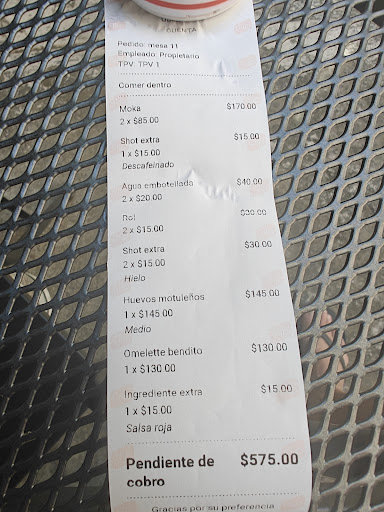 CUENTA
Pedido: mesa 11
Empleado: Propietario
TPV: TPV 1
Comer dentro
Moka $170.00
2 x $85.00
Shot extra $15.00
1 x $15.00
Descafeinado
Agua embotellada $40.00
2 x $20.00
Rol $30.00
2 x $15.00
Shot extra $30.00
2 x $15.00
Hielo
Huevos motuleños $145.00
1 x $145.00
Medio
Omelette bendito $130.00
1 x $130.00
Ingrediente extra $15.00
1 x $15.00
Salsa roja
Pendiente de $575.00
cobro
Gracias por su preferencia